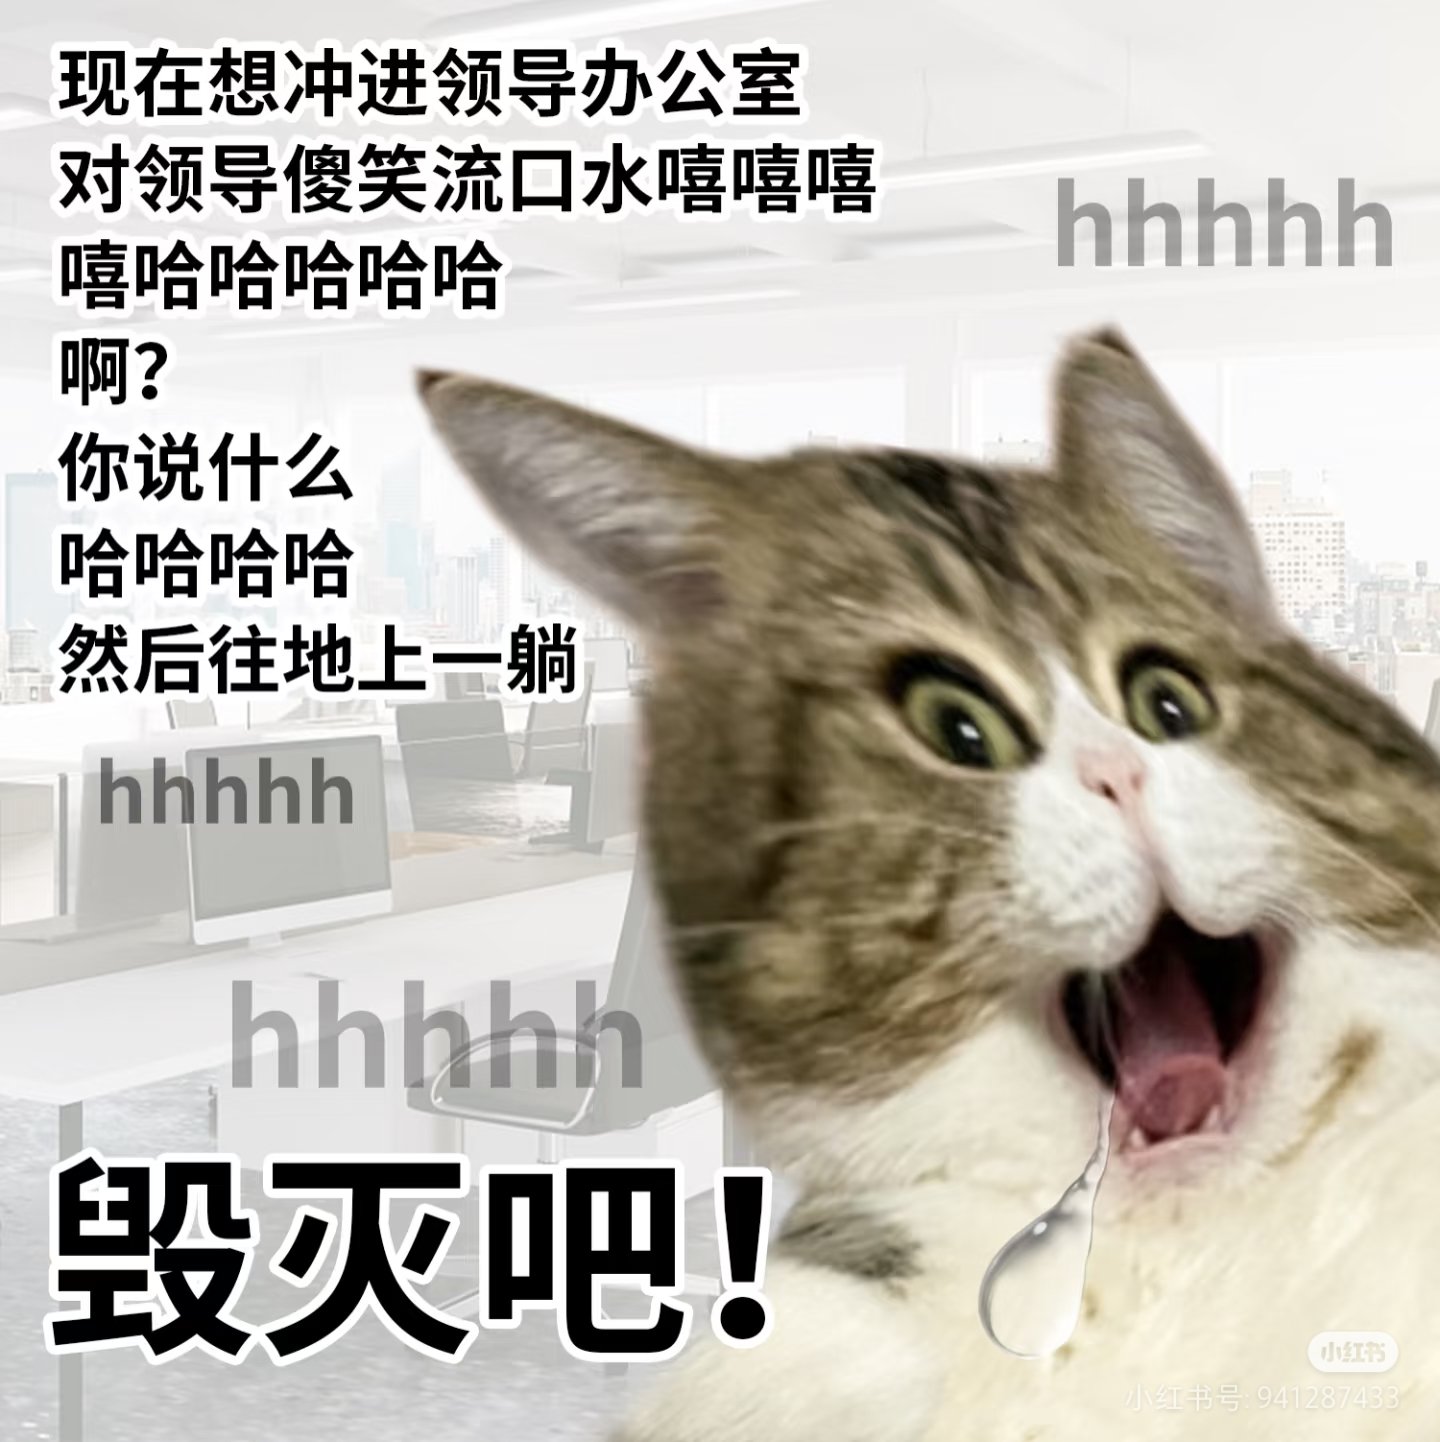 现在想冲进领导办公室
对领导傻笑流口水嘻嘻嘻
嘻哈哈哈哈哈
啊？
你说什么
哈哈哈哈
然后往地上一躺
hhhhh
hhhhh
hhhhh
毁灭吧！
小红书
小红书号: 941287433